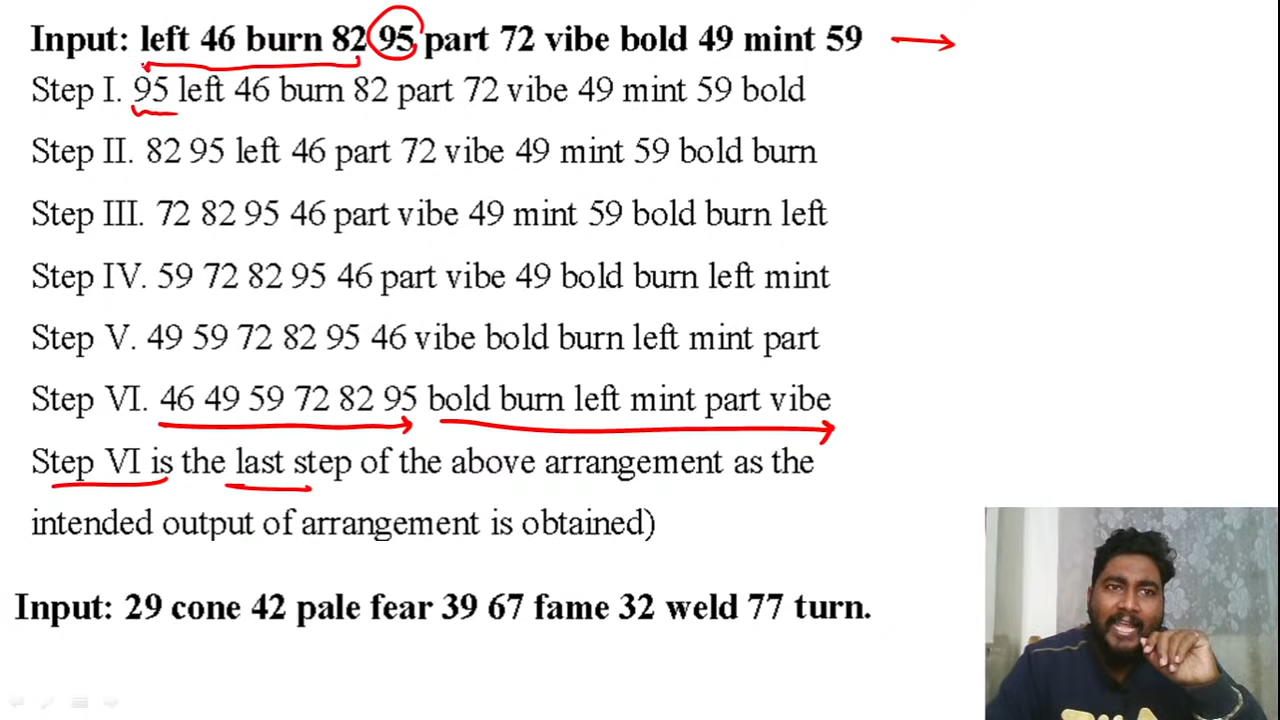 Input: left 46 burn 82 95 part 72 vibe bold 49 mint 59
Step I. 95 left 46 burn 82 part 72 vibe 49 mint 59 bold
Step II. 82 95 left 46 part 72 vibe 49 mint 59 bold burn
Step III. 72 82 95 46 part vibe 49 mint 59 bold burn left
Step IV. 59 72 82 95 46 part vibe 49 bold burn left mint
Step V. 49 59 72 82 95 46 vibe bold burn left mint part
Step VI. 46 49 59 72 82 95 bold burn left mint part vibe
Step VI is the last step of the above arrangement as the
intended output of arrangement is obtained)
Input: 29 cone 42 pale fear 39 67 fame 32 weld 77 turn.